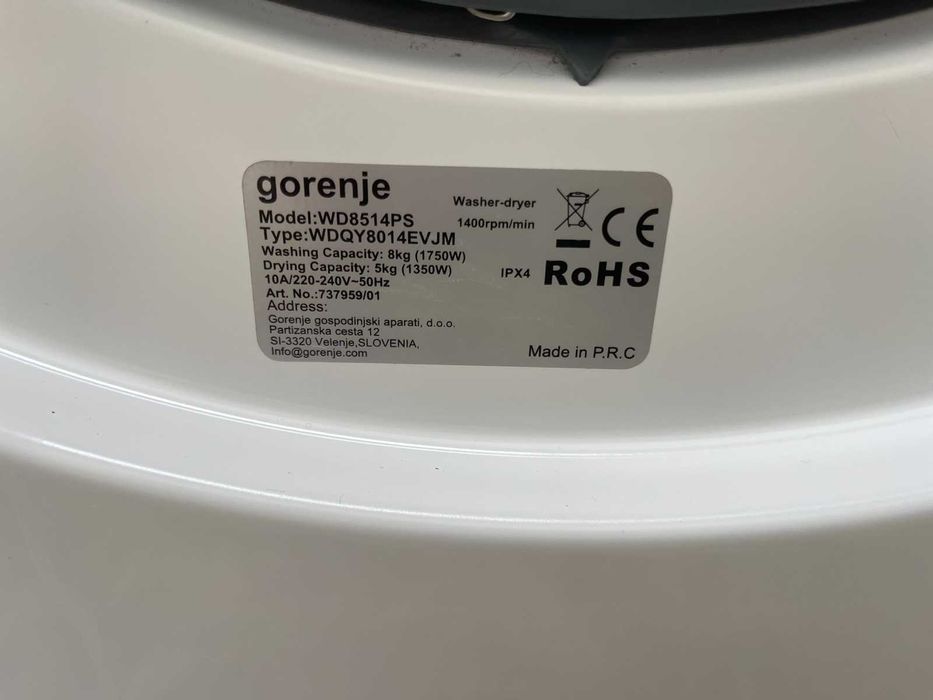 gorenje
Washer-dryer
Model:WD8514PS
1400rpm/min
Type:WDQY8014EVJM
Washing Capacity: 8kg (1750W)
Drying Capacity: 5kg (1350W)
IPX4
RoHS
CE
10A/220-240V~50Hz
Art. No.:737959/01
Address:
Gorenje gospodinjski aparati, d.o.o.
Partizanska cesta 12
SI-3320 Velenje,SLOVENIA,
Info@gorenje.com
Made in P.R.C